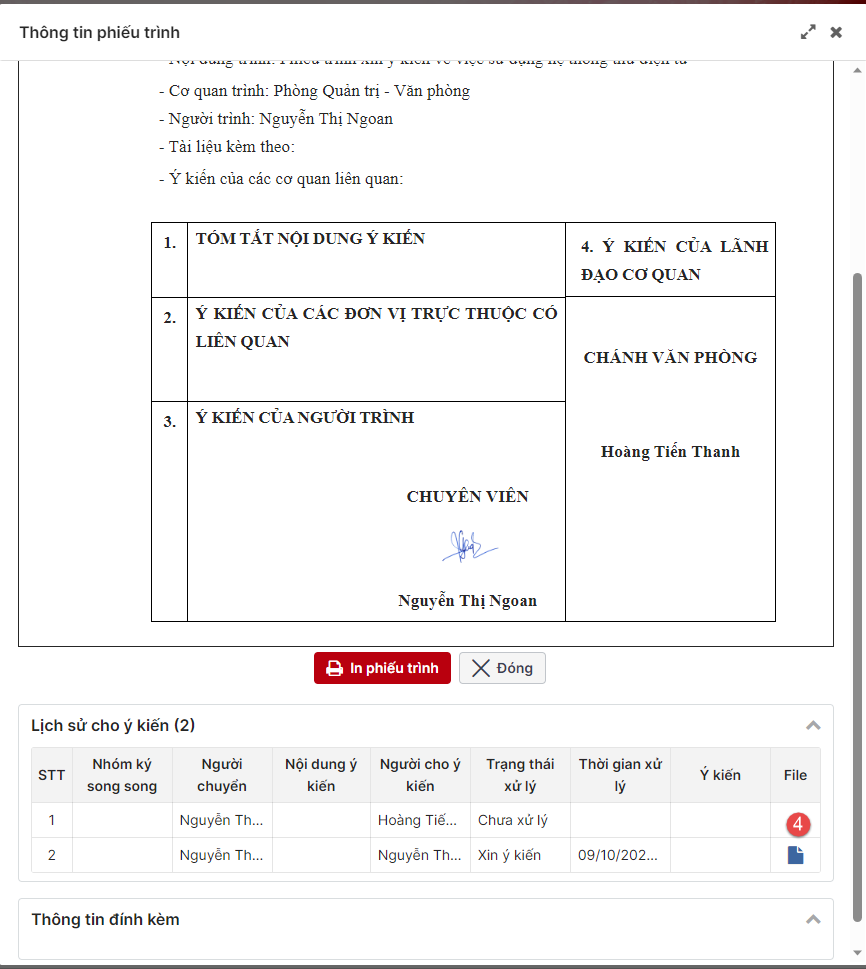 Thông tin phiếu trình
- Nội dung trình: Phiếu trình xin ý kiến về việc sử dụng hệ thống thư điện tử
- Cơ quan trình: Phòng Quản trị - Văn phòng
- Người trình: Nguyễn Thị Ngoan
- Tài liệu kèm theo:
- Ý kiến của các cơ quan liên quan:
1. TÓM TẮT NỘI DUNG Ý KIẾN
4. Ý KIẾN CỦA LÃNH
ĐẠO CƠ QUAN
2. Ý KIẾN CỦA CÁC ĐƠN VỊ TRỰC THUỘC CÓ
LIÊN QUAN
CHÁNH VĂN PHÒNG
Hoàng Tiến Thanh
3. Ý KIẾN CỦA NGƯỜI TRÌNH
CHUYÊN VIÊN
Nguyễn Thị Ngoan
In phiếu trình
Đóng
Lịch sử cho ý kiến (2)
STT Nhóm ký song song Người chuyển Nội dung ý kiến Người cho ý kiến Trạng thái xử lý Thời gian xử lý Ý kiến File
1 Nguyễn Th... Hoàng Tiế... Chưa xử lý 4
2 Nguyễn Th... Nguyễn Th... Xin ý kiến 09/10/202...
Thông tin đính kèm